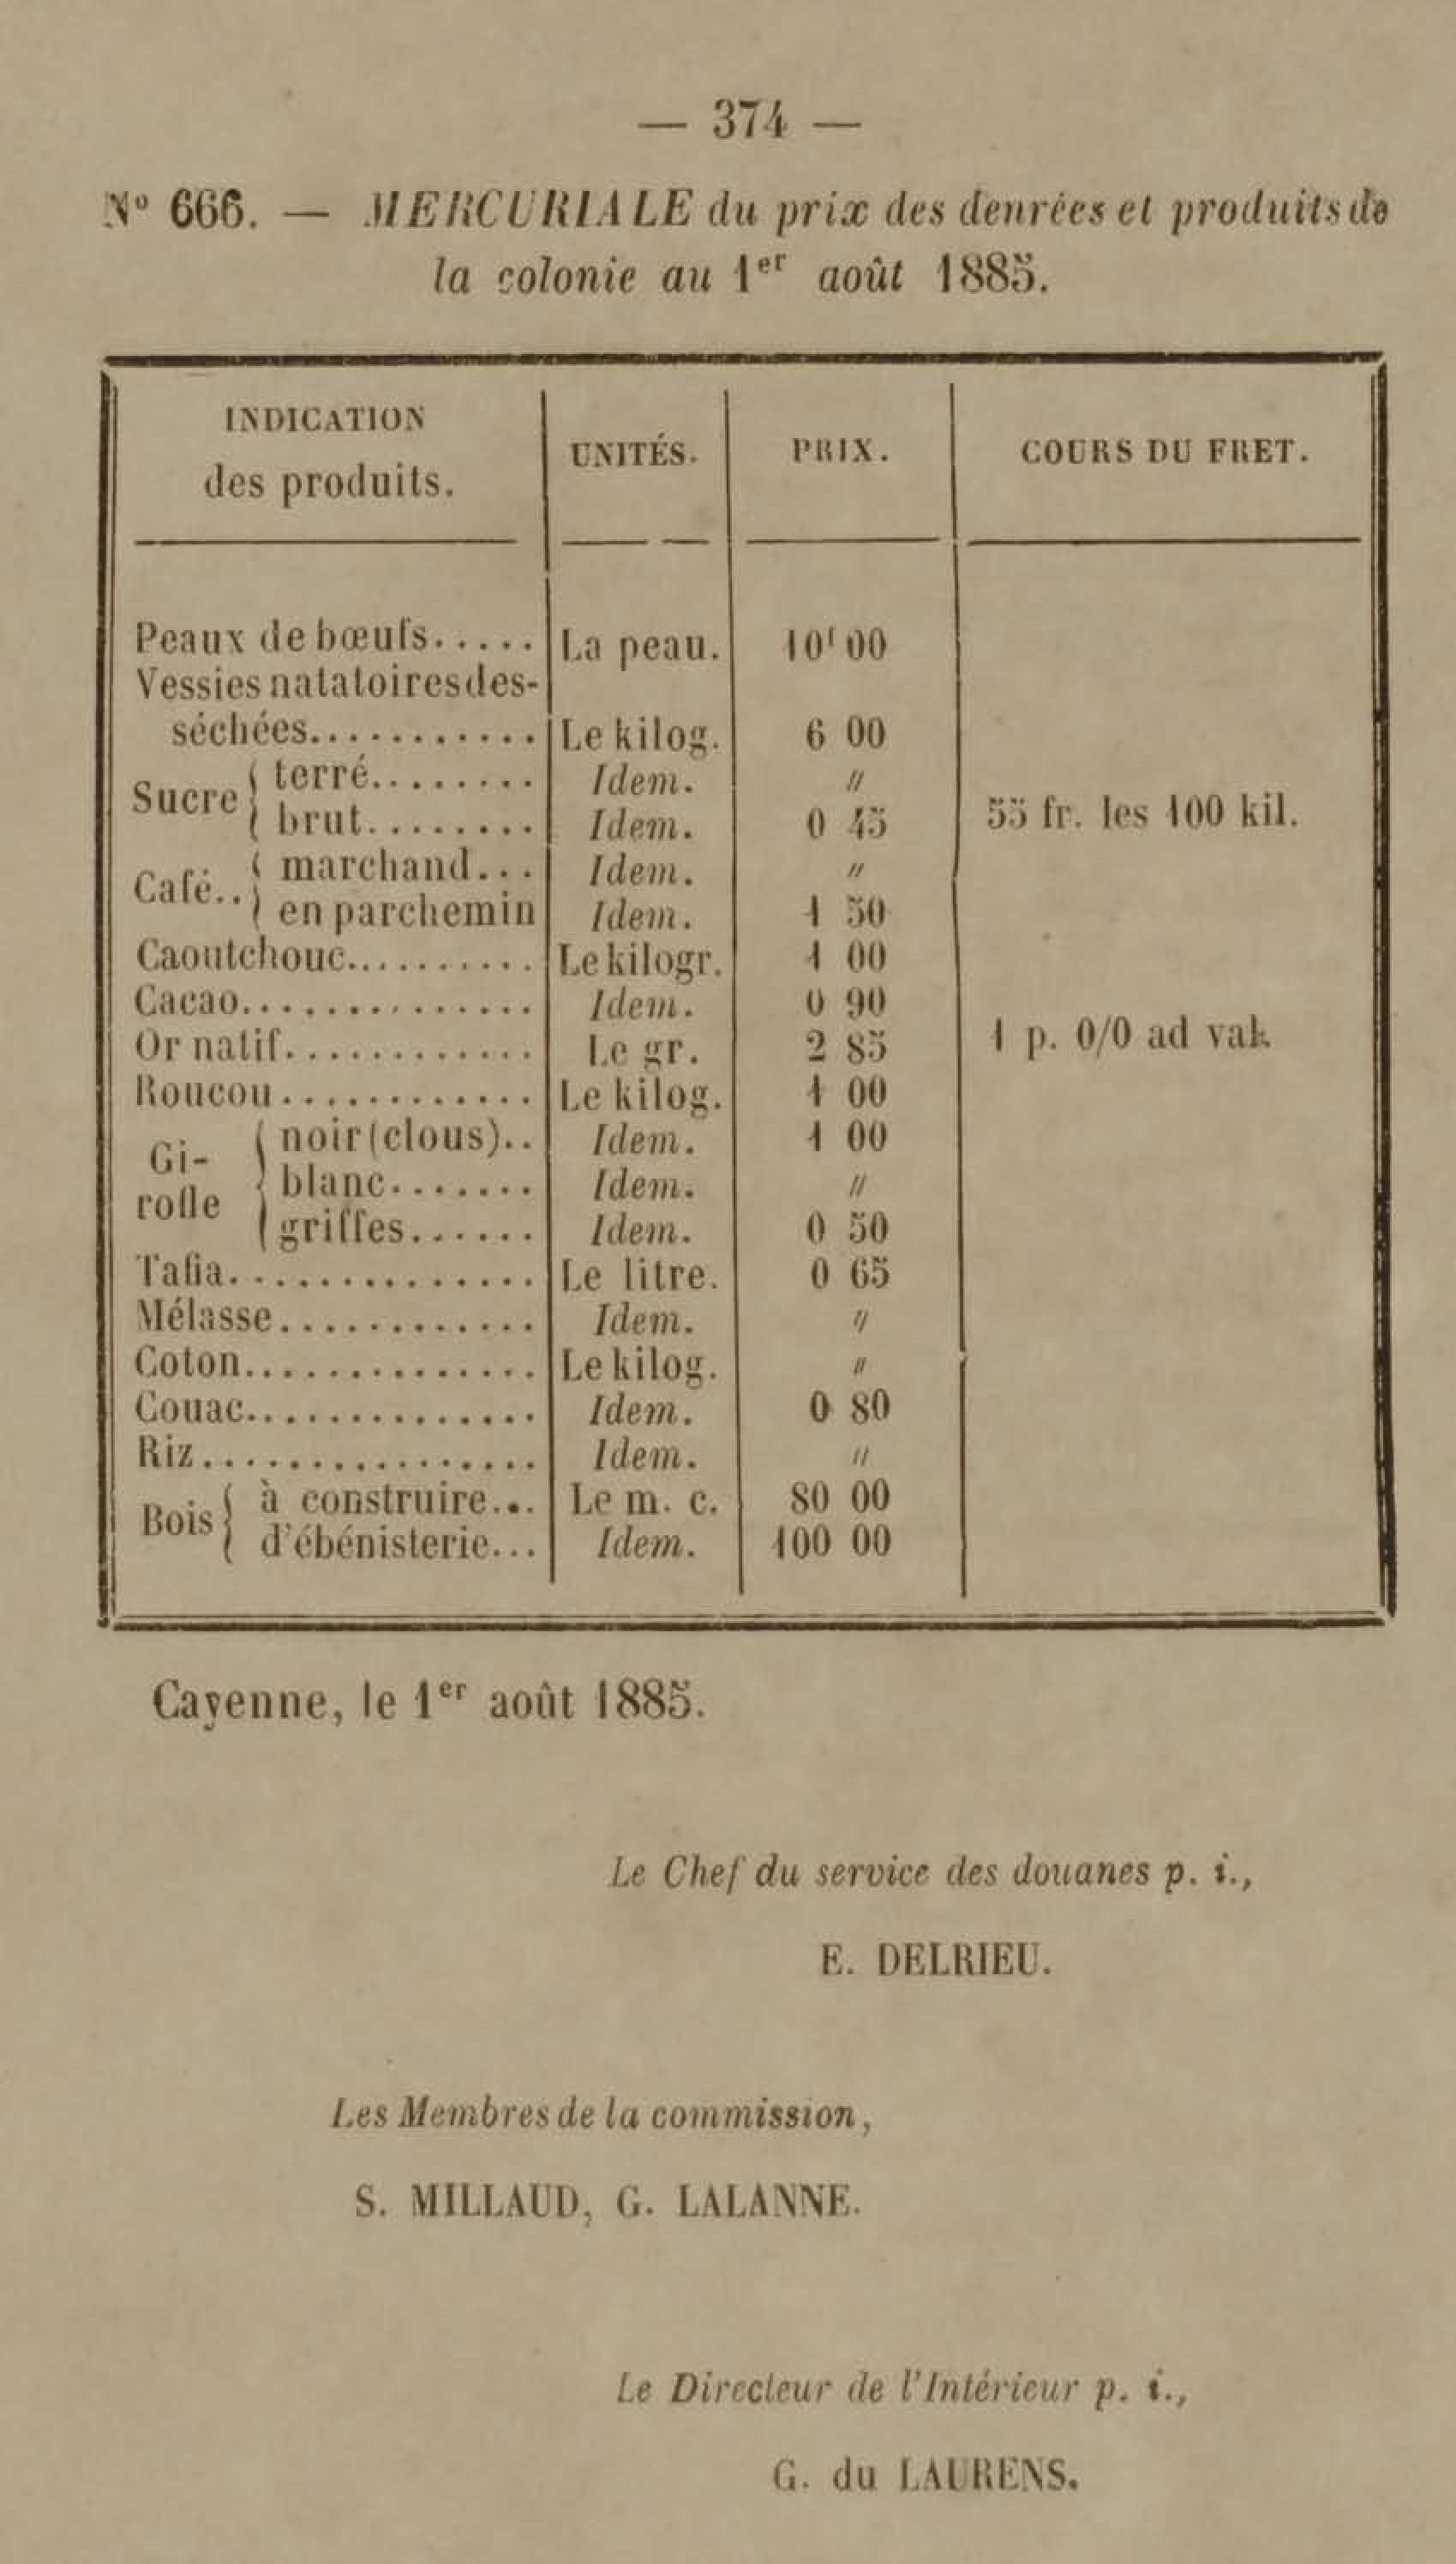 — 374 —
N° 666. — MERCURIALE du prix des denrées et produits de
la colonie au 1er août 1885.
INDICATION
des produits.
UNITÉS.
PRIX.
COURS DU FRET.
Peaux de bœufs..... La peau. 10f 00
Vessies natatoires des-
séchées........... Le kilog. 6 00
Sucre { terré........ Idem. "
brut........ Idem. 0 45 55 fr. les 100 kil.
Café.. { marchand... Idem. "
en parchemin Idem. 1 50
Caoutchouc.......... Le kilogr. 1 00
Cacao............... Idem. 0 90
Or natif............ Le gr. 2 85 1 p. 0/0 ad val.
Roucou............ Le kilog. 1 00
Gi-rofle { noir (clous).. Idem. 1 00
blanc....... Idem. "
griffes...... Idem. 0 50
Tafia.............. Le litre. 0 65
Mélasse............ Idem. "
Coton.............. Le kilog. "
Couac.............. Idem. 0 80
Riz................ Idem. "
Bois { à construire... Le m. c. 80 00
d'ébénisterie... Idem. 100 00
Cayenne, le 1er août 1885.
Le Chef du service des douanes p. i.,
E. DELRIEU.
Les Membres de la commission,
S. MILLAUD, G. LALANNE.
Le Directeur de l'Intérieur p. i.,
G. du LAURENS.